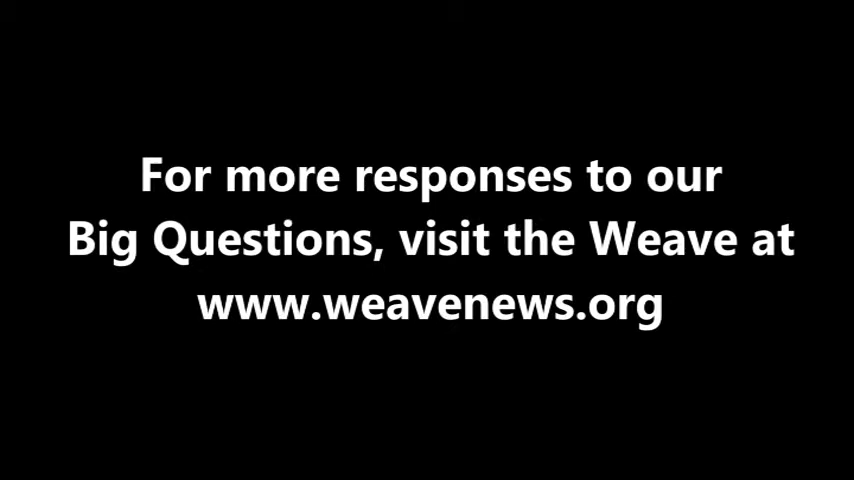 For more responses to our
Big Questions, visit the Weave at
www.weavenews.org